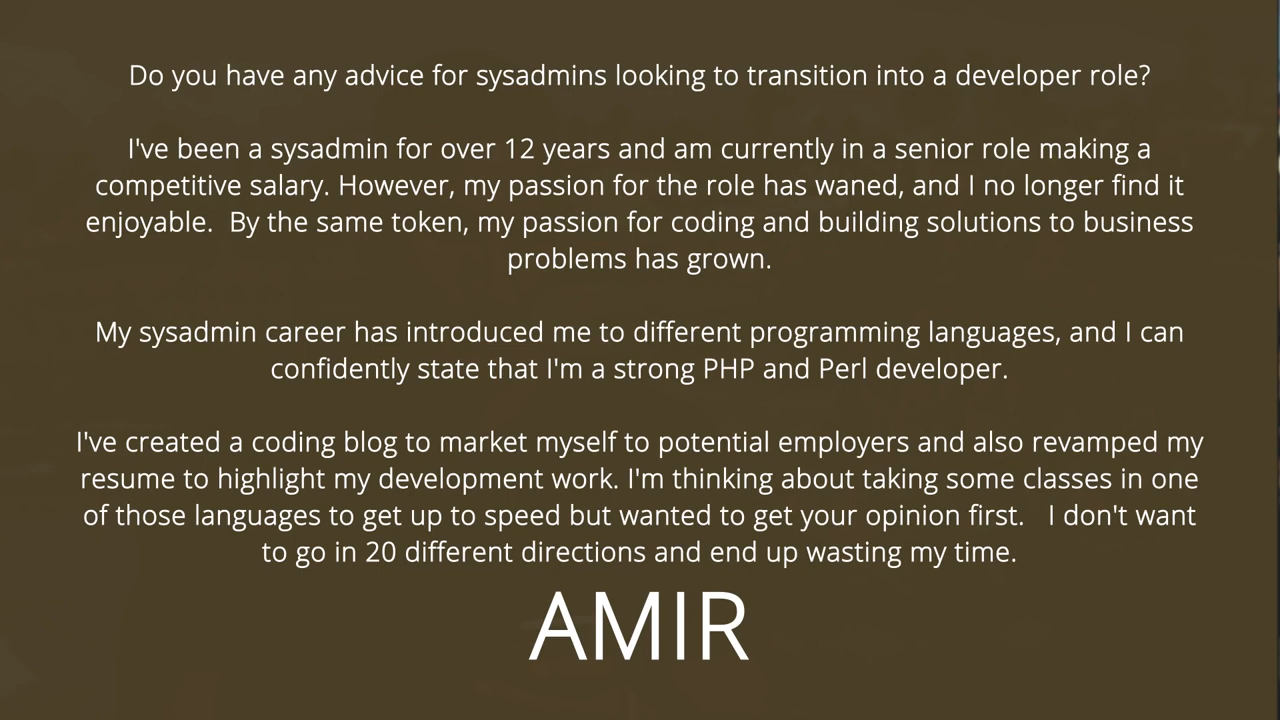 Do you have any advice for sysadmins looking to transition into a developer role?
I've been a sysadmin for over 12 years and am currently in a senior role making a
competitive salary. However, my passion for the role has waned, and I no longer find it
enjoyable.  By the same token, my passion for coding and building solutions to business
problems has grown.
My sysadmin career has introduced me to different programming languages, and I can
confidently state that I'm a strong PHP and Perl developer.
I've created a coding blog to market myself to potential employers and also revamped my
resume to highlight my development work. I'm thinking about taking some classes in one
of those languages to get up to speed but wanted to get your opinion first.   I don't want
to go in 20 different directions and end up wasting my time.
AMIR